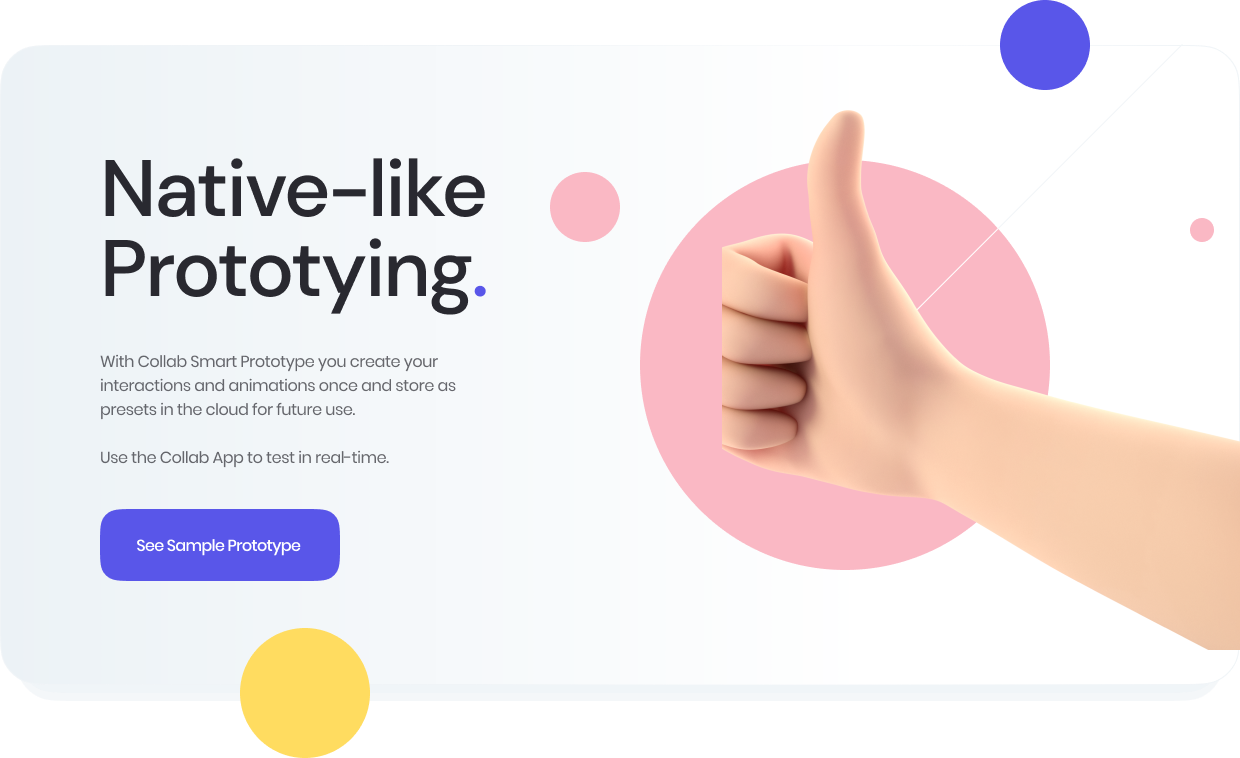 Native-like
Prototying.
With Collab Smart Prototype you create your
interactions and animations once and store as
presets in the cloud for future use.
Use the Collab App to test in real-time.
See Sample Prototype